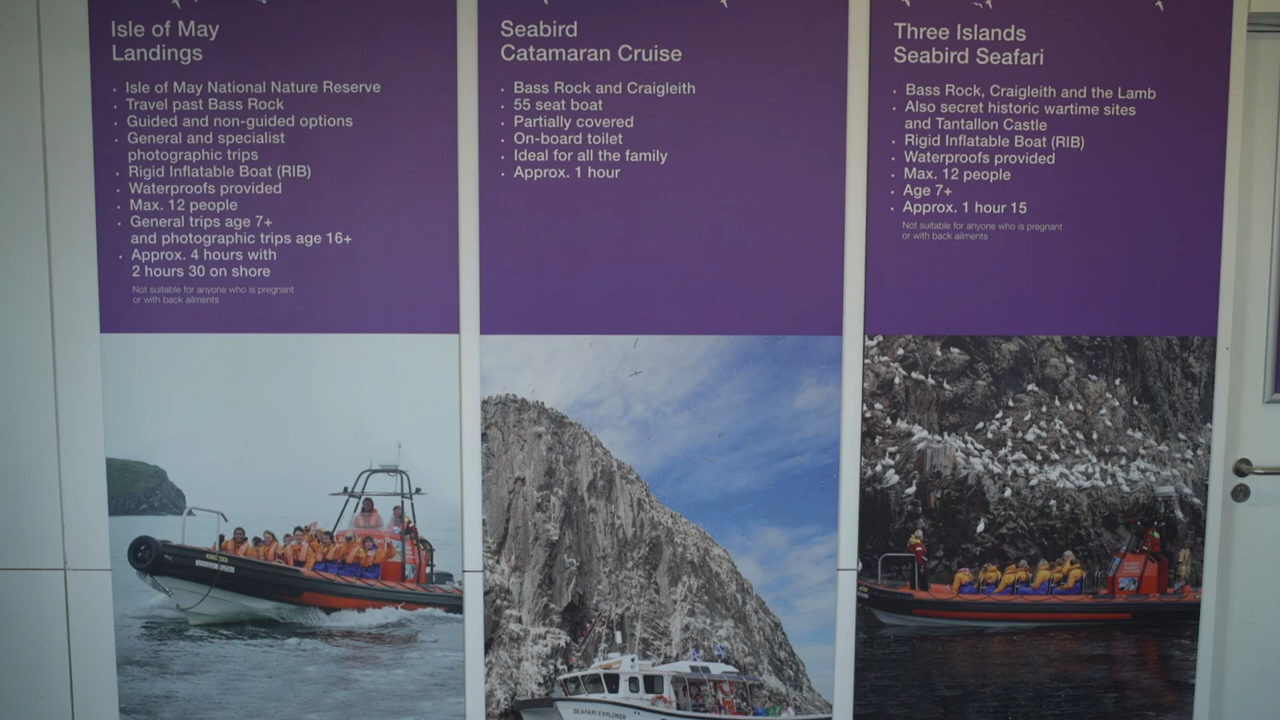 Isle of May
Landings
· Isle of May National Nature Reserve
· Travel past Bass Rock
· Guided and non-guided options
· General and specialist
photographic trips
· Rigid Inflatable Boat (RIB)
· Waterproofs provided
· Max. 12 people
· General trips age 7+
and photographic trips age 16+
· Approx. 4 hours with
2 hours 30 on shore
Not suitable for anyone who is pregnant
or with back ailments
Seabird
Catamaran Cruise
· Bass Rock and Craigleith
· 55 seat boat
· Partially covered
· On-board toilet
· Ideal for all the family
· Approx. 1 hour
SEAFARI EXPLORER
Three Islands
Seabird Seafari
· Bass Rock, Craigleith and the Lamb
· Also secret historic wartime sites
and Tantallon Castle
· Rigid Inflatable Boat (RIB)
· Waterproofs provided
· Max. 12 people
· Age 7+
· Approx. 1 hour 15
Not suitable for anyone who is pregnant
or with back ailments